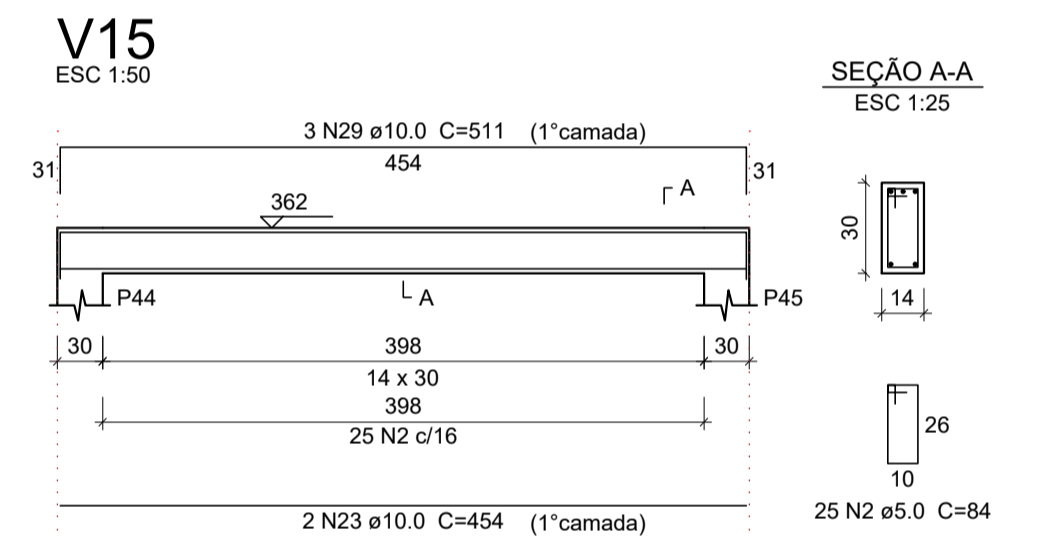 V15
ESC 1:50
SEÇÃO A-A
ESC 1:25
3 N29 ø10.0 C=511 (1°camada)
31
454
31
362
A
30
14
A
P44
P45
30
398
30
14 x 30
398
25 N2 c/16
26
10
25 N2 ø5.0 C=84
2 N23 ø10.0 C=454 (1°camada)